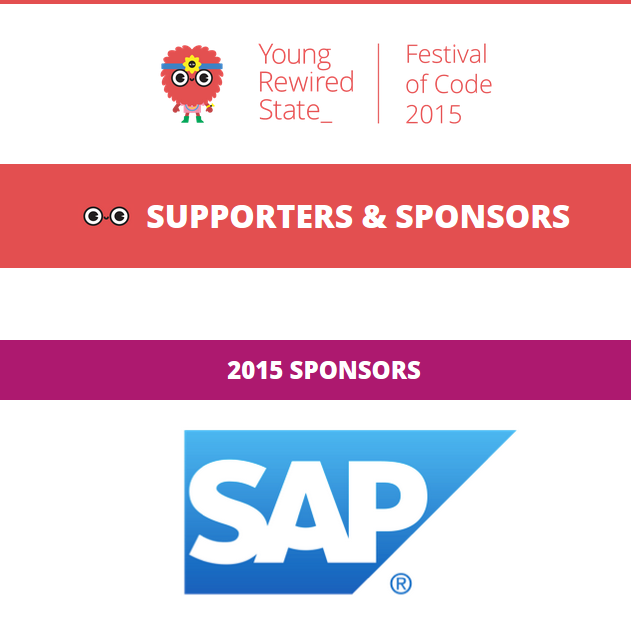 Young
Rewired
State_
Festival
of Code
2015
SUPPORTERS & SPONSORS
2015 SPONSORS
SAP
®